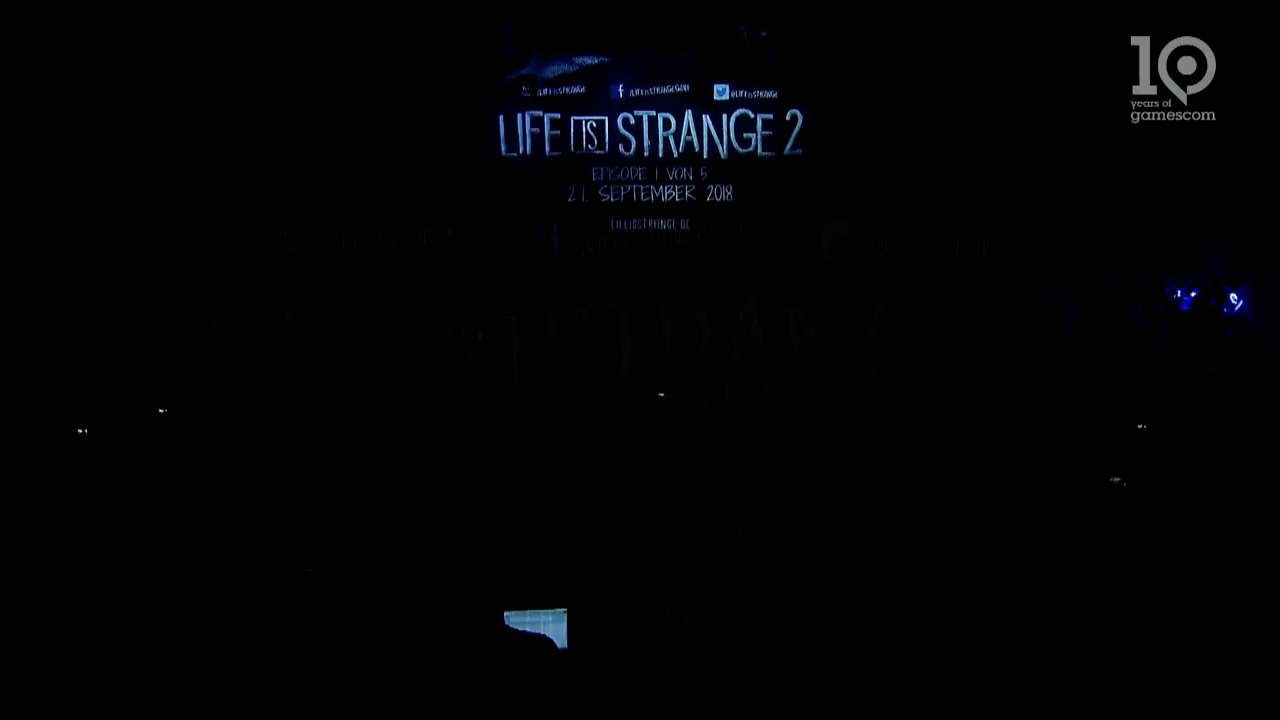 10
years of
gamescom
/LIFEISSTRANGE /LIFEISSTRANGEGAME @LIFEISSTRANGE
LIFE IS STRANGE 2
EPISODE 1 VON 5
27. SEPTEMBER 2018
LIFEISSTRANGE.DE
STRAN